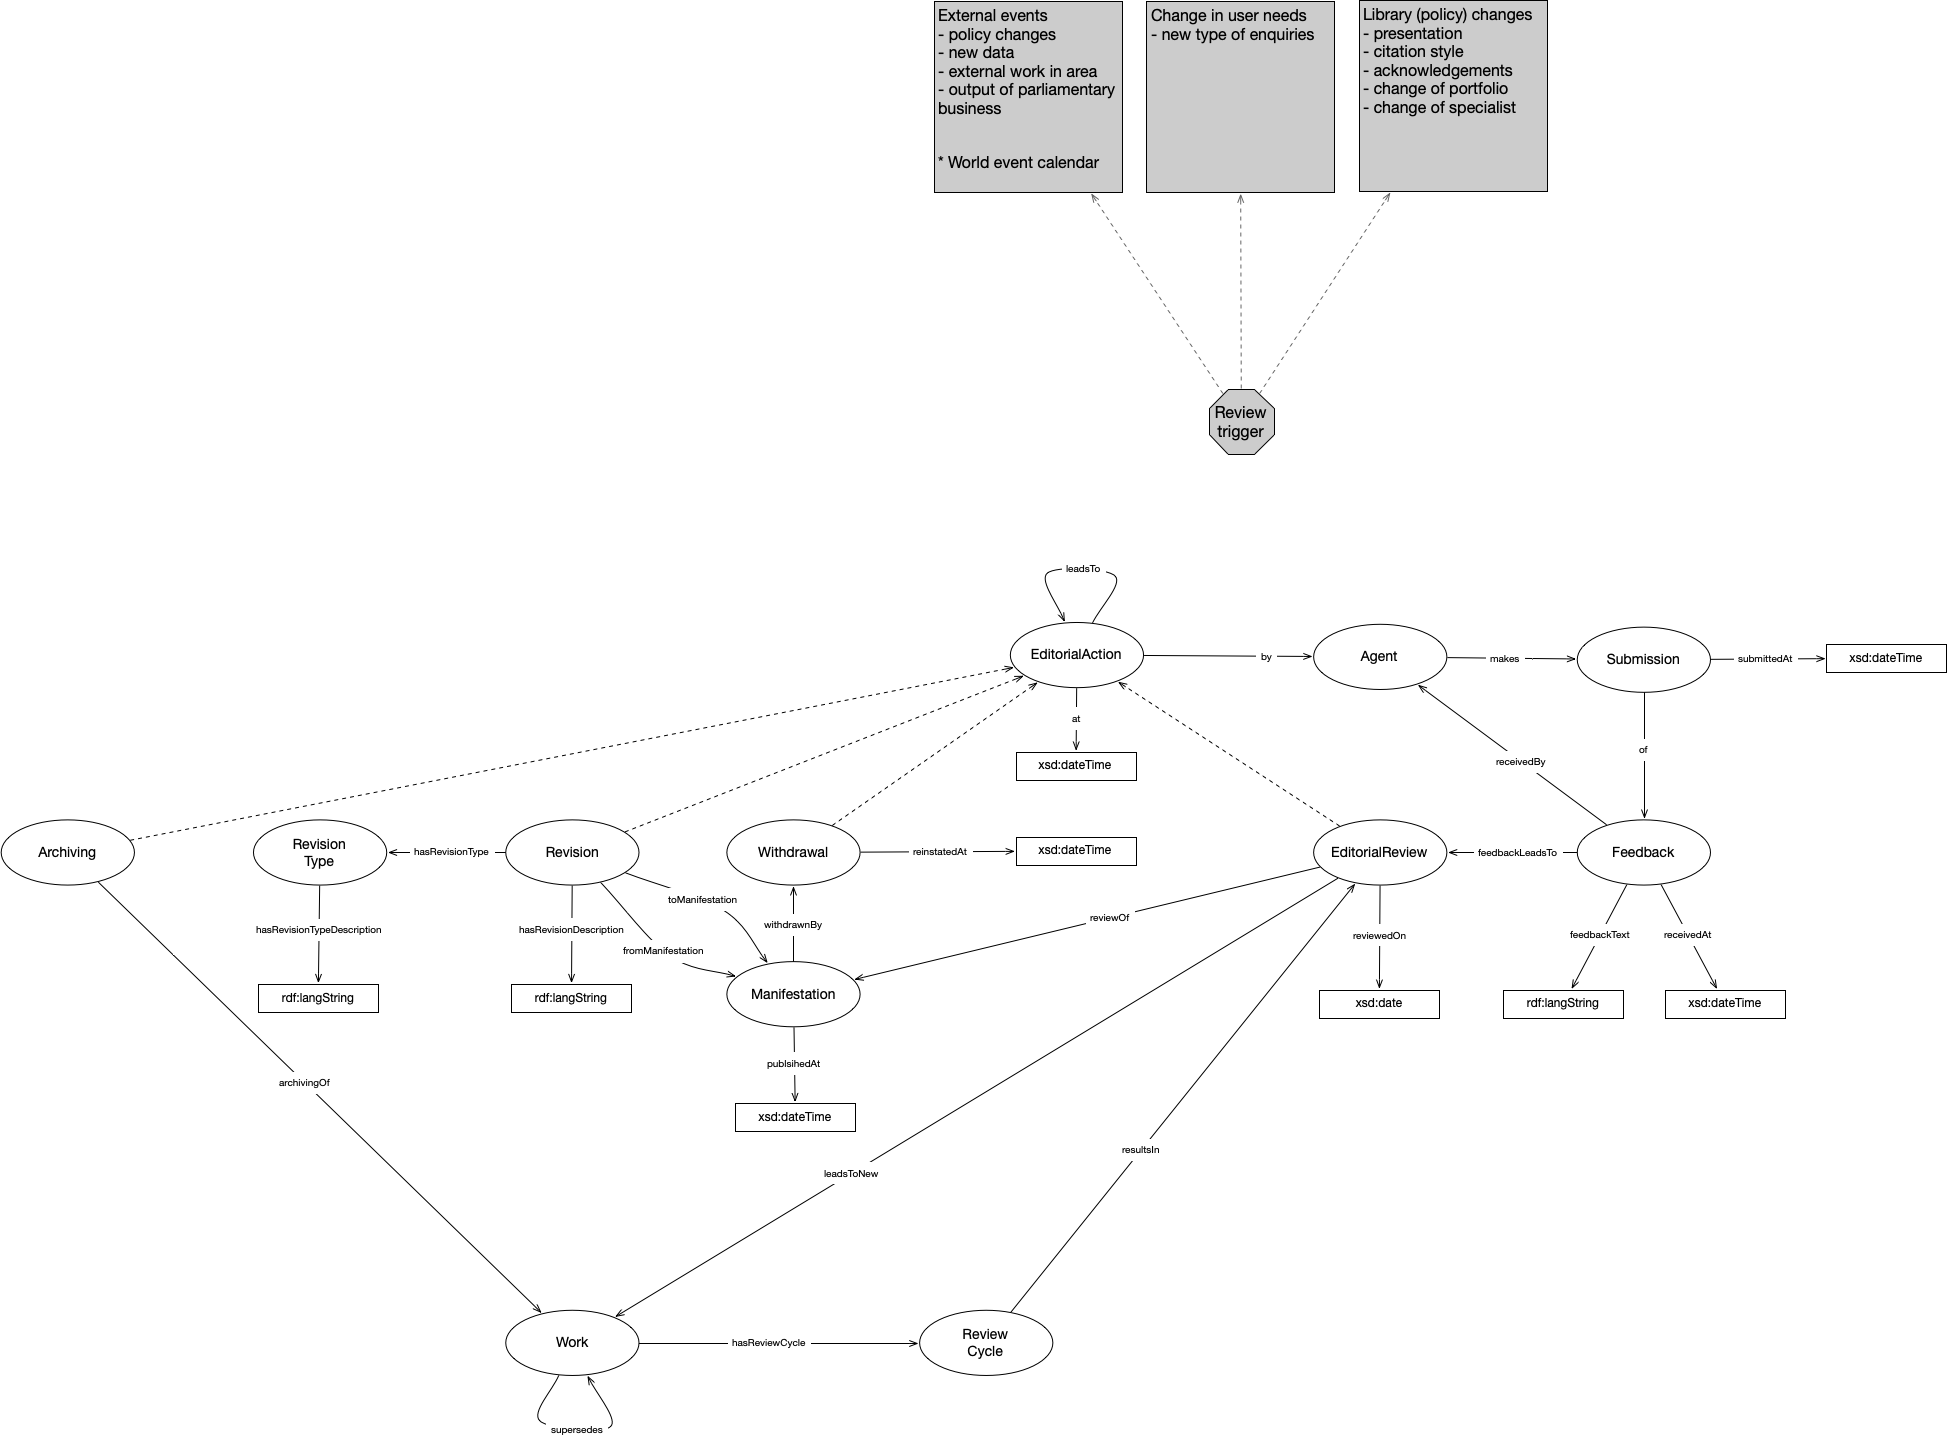 External events
- policy changes
- new data
- external work in area
- output of parliamentary
business
* World event calendar
Change in user needs
- new type of enquiries
Library (policy) changes
- presentation
- citation style
- acknowledgements
- change of portfolio
- change of specialist
Review
trigger
leadsTo
EditorialAction
by
Agent
makes
Submission
submittedAt
xsd:dateTime
at
xsd:dateTime
of
receivedBy
Archiving
Revision
Type
hasRevisionType
Revision
Withdrawal
reinstatedAt
xsd:dateTime
EditorialReview
feedbackLeadsTo
Feedback
toManifestation
reviewOf
withdrawnBy
hasRevisionTypeDescription
hasRevisionDescription
fromManifestation
reviewedOn
feedbackText
receivedAt
rdf:langString
rdf:langString
Manifestation
xsd:date
rdf:langString
xsd:dateTime
publsihedAt
archivingOf
xsd:dateTime
resultsIn
leadsToNew
Work
hasReviewCycle
Review
Cycle
supersedes